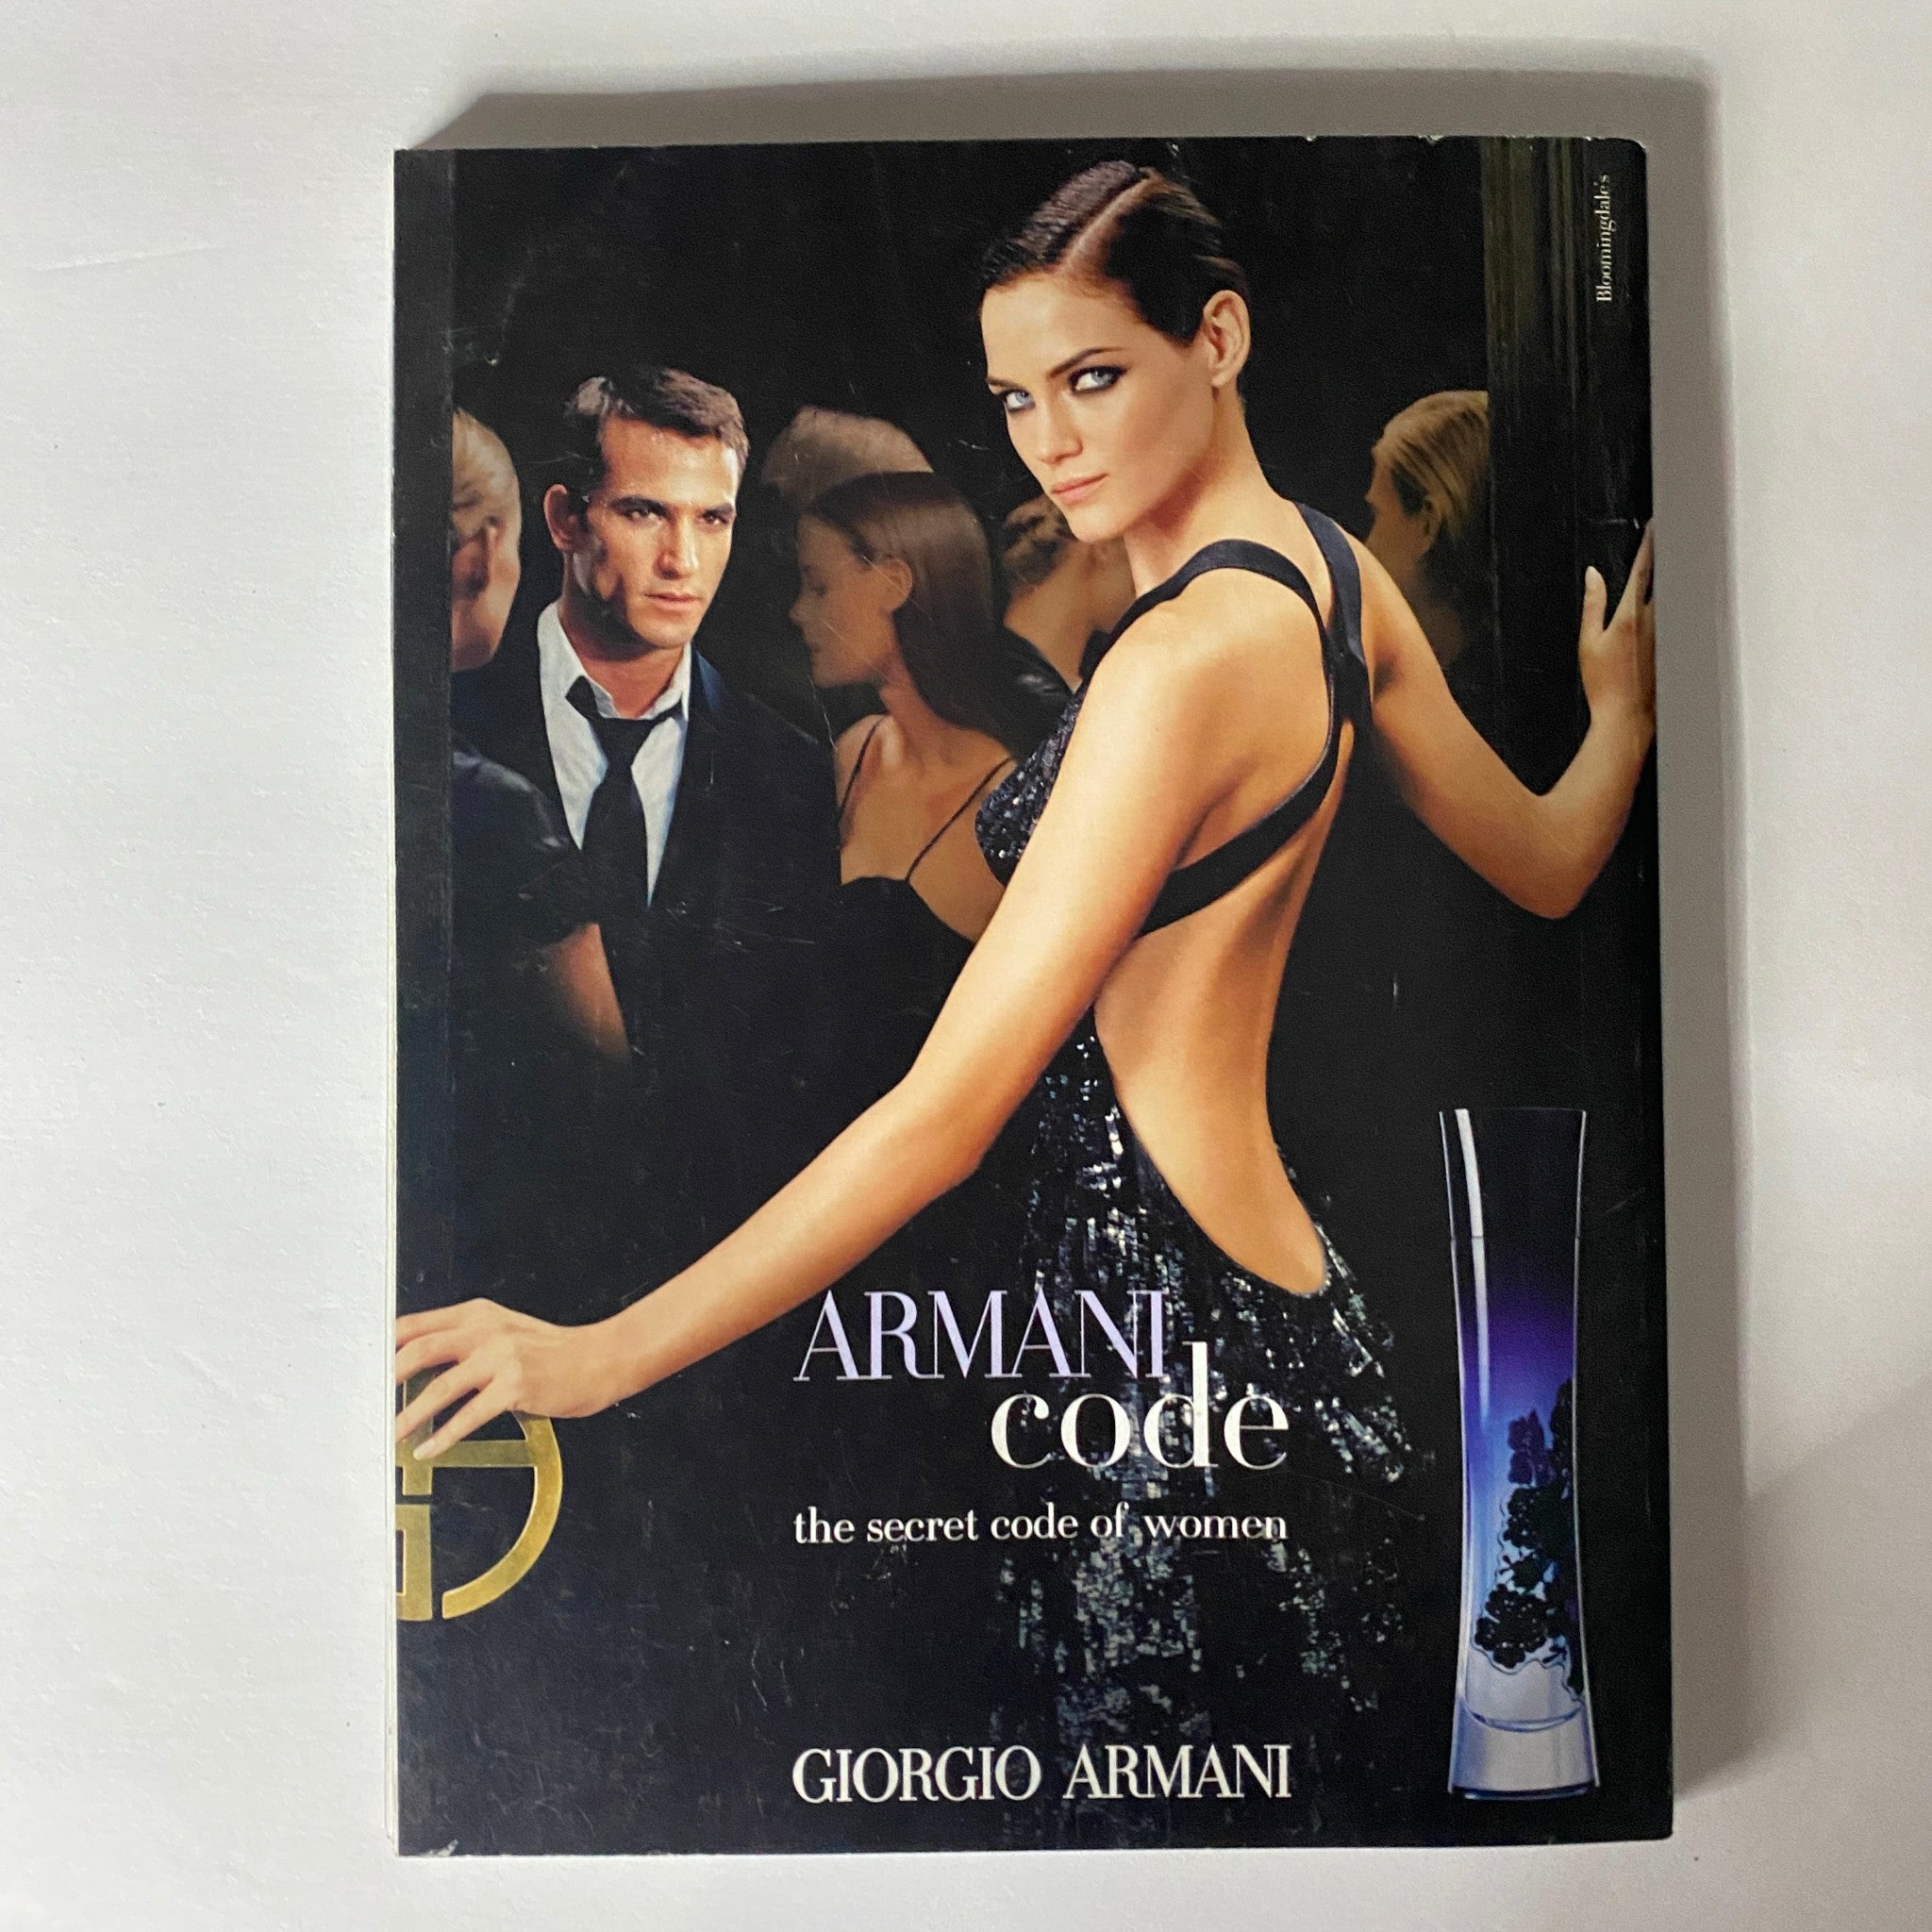 Bloomingdale's
ARMANI
code
the secret code of women
GIORGIO ARMANI